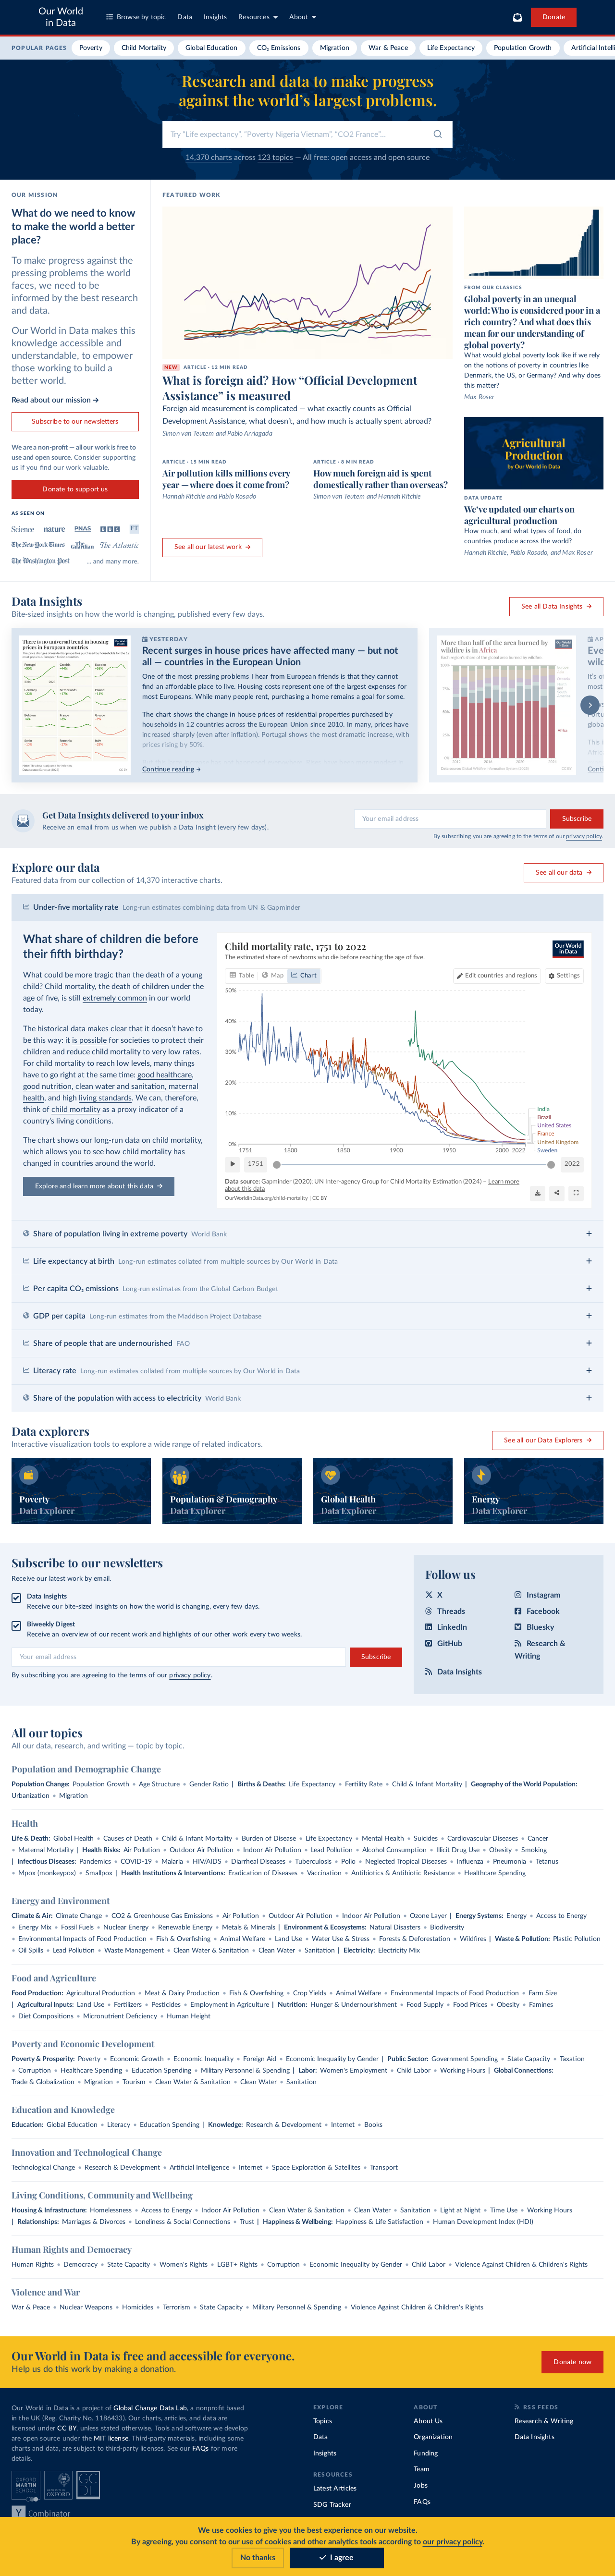 Our World
in Data
Browse by topic
Data
Insights
Resources
About
Donate
POPULAR PAGES
Poverty
Child Mortality
Global Education
CO₂ Emissions
Migration
War & Peace
Life Expectancy
Population Growth
Artificial Intelli
Research and data to make progress
against the world's largest problems.
Try "Life expectancy", "Poverty Nigeria Vietnam", "CO2 France"...
14,370 charts across 123 topics — All free: open access and open source
OUR MISSION
What do we need to know
to make the world a better
place?
To make progress against the
pressing problems the world
faces, we need to be
informed by the best research
and data.
Our World in Data makes this
knowledge accessible and
understandable, to empower
those working to build a
better world.
Read about our mission →
Subscribe to our newsletters
We are a non-profit — all our work is free to
use and open source. Consider supporting
us if you find our work valuable.
Donate to support us
AS SEEN ON
Science
nature
PNAS
BBC
FT
The New York Times
The Guardian
The Atlantic
The Washington Post
... and many more.
FEATURED WORK
NEW ARTICLE - 12 MIN READ
What is foreign aid? How "Official Development
Assistance" is measured
Foreign aid measurement is complicated — what exactly counts as Official
Development Assistance, what doesn't, and how much is actually spent abroad?
Simon van Teutem and Pablo Arriagada
ARTICLE - 15 MIN READ
Air pollution kills millions every
year — where does it come from?
Hannah Ritchie and Pablo Rosado
ARTICLE - 8 MIN READ
How much foreign aid is spent
domestically rather than overseas?
Simon van Teutem and Hannah Ritchie
See all our latest work →
FROM OUR CLASSICS
Global poverty in an unequal
world: Who is considered poor in a
rich country? And what does this
mean for our understanding of
global poverty?
What would global poverty look like if we rely
on the notions of poverty in countries like
Denmark, the US, or Germany? And why does
this matter?
Max Roser
Agricultural
Production
by Our World in Data
DATA UPDATE
We've updated our charts on
agricultural production
How much, and what types of food, do
countries produce across the world?
Hannah Ritchie, Pablo Rosado, and Max Roser
Data Insights
Bite-sized insights on how the world is changing, published every few days.
See all Data Insights →
There is no universal trend in housing
prices in European countries
YESTERDAY
Recent surges in house prices have affected many — but not
all — countries in the European Union
One of the most pressing problems I hear from European friends is that they cannot
find an affordable place to live. Housing costs represent one of the largest expenses for
most Europeans. While many people rent, purchasing a home remains a goal for many.
The chart shows the change in house prices of residential properties purchased by
households in 12 countries across the European Union since 2010. In many, prices have
increased sharply (even after inflation), Portugal showing the most dramatic increase, with
prices rising by 50%.
Continue reading →
More than half of the area burned by
wildfire is in Africa
Get Data Insights delivered to your inbox
Receive an email from us when we publish a Data Insight (every few days).
Your email address
Subscribe
By subscribing you are agreeing to the terms of our privacy policy.
Explore our data
Featured data from our collection of 14,370 interactive charts.
See all our data →
Under-five mortality rate Long-run estimates combining data from UN & Gapminder
What share of children die before
their fifth birthday?
What could be more tragic than the death of a young
child? Child mortality, the death of children under the
age of five, is still extremely common in our world
today.
The historical data makes clear that it doesn't have to
be this way: it is possible for societies to protect their
children and reduce child mortality to very low rates.
For child mortality to reach low levels, many things
have to go right at the same time: good healthcare,
good nutrition, clean water and sanitation, maternal
health, and high living standards. We can, therefore,
think of child mortality as a proxy indicator of a
country's living conditions.
The chart shows our long-run data on child mortality,
which allows you to see how child mortality has
changed in countries around the world.
Explore and learn more about this data →
Child mortality rate, 1751 to 2022
The estimated share of newborns who die before reaching the age of five.
Our World
in Data
Table
Map
Chart
Edit countries and regions
Settings
50%
40%
30%
20%
10%
0%
1751
1800
1850
1900
1950
2000
2022
India
Brazil
United States
France
United Kingdom
Sweden
1751
2022
Data source: Gapminder (2020); UN Inter-agency Group for Child Mortality Estimation (2024) – Learn more
about this data
OurWorldinData.org/child-mortality | CC BY
Share of population living in extreme poverty World Bank
Life expectancy at birth Long-run estimates collated from multiple sources by Our World in Data
Per capita CO₂ emissions Long-run estimates from the Global Carbon Budget
GDP per capita Long-run estimates from the Maddison Project Database
Share of people that are undernourished FAO
Literacy rate Long-run estimates collated from multiple sources by Our World in Data
Share of the population with access to electricity World Bank
Data explorers
Interactive visualization tools to explore a wide range of related indicators.
See all our Data Explorers →
Poverty
Data Explorer
Population & Demography
Data Explorer
Global Health
Data Explorer
Energy
Data Explorer
Subscribe to our newsletters
Receive our latest work by email.
Data Insights
Receive our bite-sized insights on how the world is changing, every few days.
Biweekly Digest
Receive an overview of our recent work and highlights of our other work every two weeks.
Your email address
Subscribe
By subscribing you are agreeing to the terms of our privacy policy.
Follow us
X
Instagram
Threads
Facebook
LinkedIn
Bluesky
GitHub
Research &
Writing
Data Insights
All our topics
All our data, research, and writing — topic by topic.
Population and Demographic Change
Population Change: Population Growth • Age Structure • Gender Ratio | Births & Deaths: Life Expectancy • Fertility Rate • Child & Infant Mortality | Geography of the World Population:
Urbanization • Migration
Health
Life & Death: Global Health • Causes of Death • Child & Infant Mortality • Burden of Disease • Life Expectancy • Mental Health • Suicides • Cardiovascular Diseases • Cancer
• Maternal Mortality | Health Risks: Air Pollution • Outdoor Air Pollution • Indoor Air Pollution • Lead Pollution • Alcohol Consumption • Illicit Drug Use • Obesity • Smoking
| Infectious Diseases: Pandemics • COVID-19 • Malaria • HIV/AIDS • Diarrheal Diseases • Tuberculosis • Polio • Neglected Tropical Diseases • Influenza • Pneumonia • Tetanus
• Mpox (monkeypox) • Smallpox | Health Institutions & Interventions: Eradication of Diseases • Vaccination • Antibiotics & Antibiotic Resistance • Healthcare Spending
Energy and Environment
Climate & Air: Climate Change • CO2 & Greenhouse Gas Emissions • Air Pollution • Outdoor Air Pollution • Indoor Air Pollution • Ozone Layer | Energy Systems: Energy • Access to Energy
• Energy Mix • Fossil Fuels • Nuclear Energy • Renewable Energy • Metals & Minerals | Environment & Ecosystems: Natural Disasters • Biodiversity
• Environmental Impacts of Food Production • Fish & Overfishing • Animal Welfare • Land Use • Water Use & Stress • Forests & Deforestation • Wildfires | Waste & Pollution: Plastic Pollution
• Oil Spills • Lead Pollution • Waste Management • Clean Water & Sanitation • Clean Water • Sanitation | Electricity: Electricity Mix
Food and Agriculture
Food Production: Agricultural Production • Meat & Dairy Production • Fish & Overfishing • Crop Yields • Animal Welfare • Environmental Impacts of Food Production • Farm Size
| Agricultural Inputs: Land Use • Fertilizers • Pesticides • Employment in Agriculture | Nutrition: Hunger & Undernourishment • Food Supply • Food Prices • Obesity • Famines
• Diet Compositions • Micronutrient Deficiency • Human Height
Poverty and Economic Development
Poverty & Prosperity: Poverty • Economic Growth • Economic Inequality • Foreign Aid • Economic Inequality by Gender | Public Sector: Government Spending • State Capacity • Taxation
• Corruption • Healthcare Spending • Education Spending • Military Personnel & Spending | Labor: Women's Employment • Child Labor • Working Hours | Global Connections:
Trade & Globalization • Migration • Tourism • Clean Water & Sanitation • Clean Water • Sanitation
Education and Knowledge
Education: Global Education • Literacy • Education Spending | Knowledge: Research & Development • Internet • Books
Innovation and Technological Change
Technological Change • Research & Development • Artificial Intelligence • Internet • Space Exploration & Satellites • Transport
Living Conditions, Community and Wellbeing
Housing & Infrastructure: Homelessness • Access to Energy • Indoor Air Pollution • Clean Water & Sanitation • Clean Water • Sanitation • Light at Night • Time Use • Working Hours
| Relationships: Marriages & Divorces • Loneliness & Social Connections • Trust | Happiness & Wellbeing: Happiness & Life Satisfaction • Human Development Index (HDI)
Human Rights and Democracy
Human Rights • Democracy • State Capacity • Women's Rights • LGBT+ Rights • Corruption • Economic Inequality by Gender • Child Labor • Violence Against Children & Children's Rights
Violence and War
War & Peace • Nuclear Weapons • Homicides • Terrorism • State Capacity • Military Personnel & Spending • Violence Against Children & Children's Rights
Our World in Data is free and accessible for everyone.
Help us do this work by making a donation.
Donate now
Our World in Data is a project of Global Change Data Lab, a nonprofit based
in the UK (Reg. Charity No. 1186433). Our charts, articles, and data are
licensed under CC BY, unless stated otherwise. Tools and software we develop
are open source under the MIT license. Third-party materials, including some
charts and data, are subject to third-party licenses. See our FAQs for more
details.
OXFORD
MARTIN
SCHOOL
UNIVERSITY OF
OXFORD
GC
DL
Y Combinator
EXPLORE
Topics
Data
Insights
RESOURCES
Latest Articles
SDG Tracker
ABOUT
About Us
Organization
Funding
Team
Jobs
FAQs
RSS FEEDS
Research & Writing
Data Insights
We use cookies to give you the best experience on our website.
By agreeing, you consent to our use of cookies and other analytics tools according to our privacy policy.
No thanks
I agree